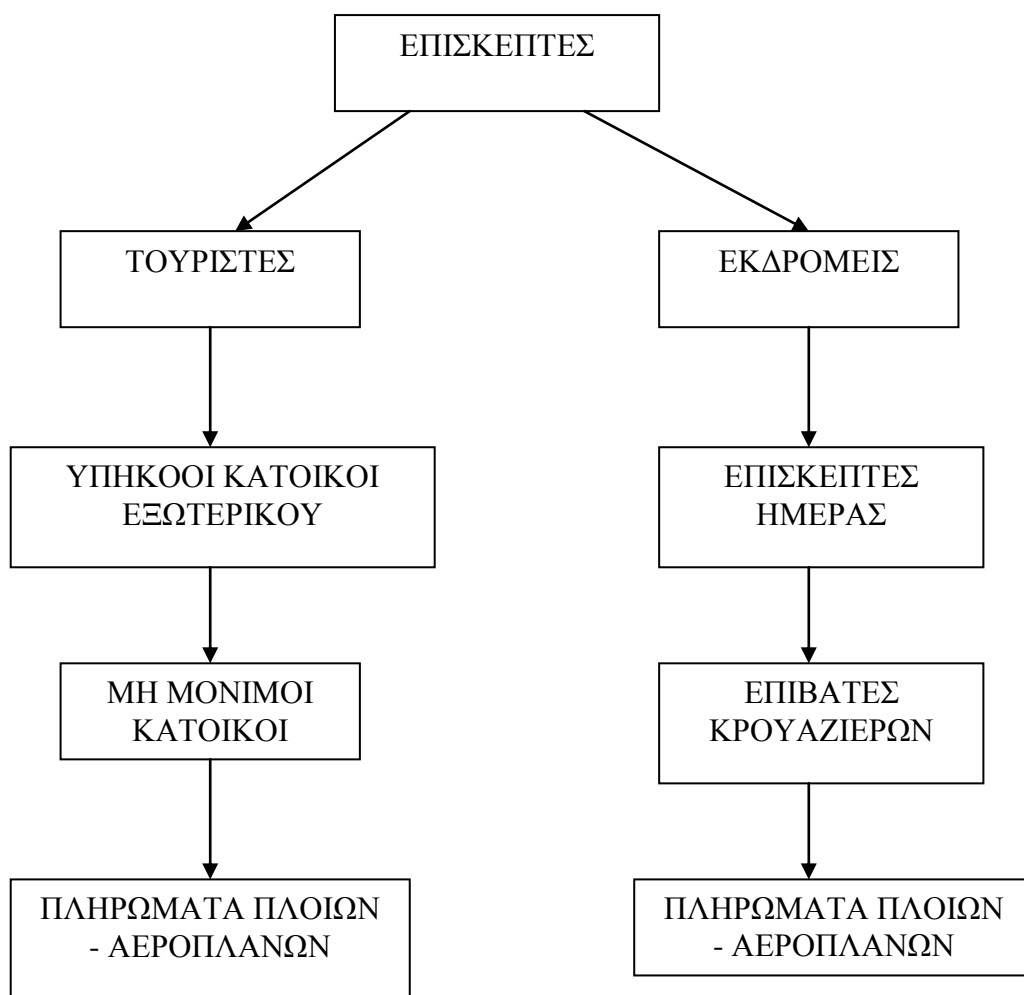 ΕΠΙΣΚΕΠΤΕΣ
ΤΟΥΡΙΣΤΕΣ
ΕΚΔΡΟΜΕΙΣ
ΥΠΗΚΟΟΙ ΚΑΤΟΙΚΟΙ
ΕΞΩΤΕΡΙΚΟΥ
ΕΠΙΣΚΕΠΤΕΣ
ΗΜΕΡΑΣ
ΜΗ ΜΟΝΙΜΟΙ
ΚΑΤΟΙΚΟΙ
ΕΠΙΒΑΤΕΣ
ΚΡΟΥΑΖΙΕΡΩΝ
ΠΛΗΡΩΜΑΤΑ ΠΛΟΙΩΝ
- ΑΕΡΟΠΛΑΝΩΝ
ΠΛΗΡΩΜΑΤΑ ΠΛΟΙΩΝ
- ΑΕΡΟΠΛΑΝΩΝ